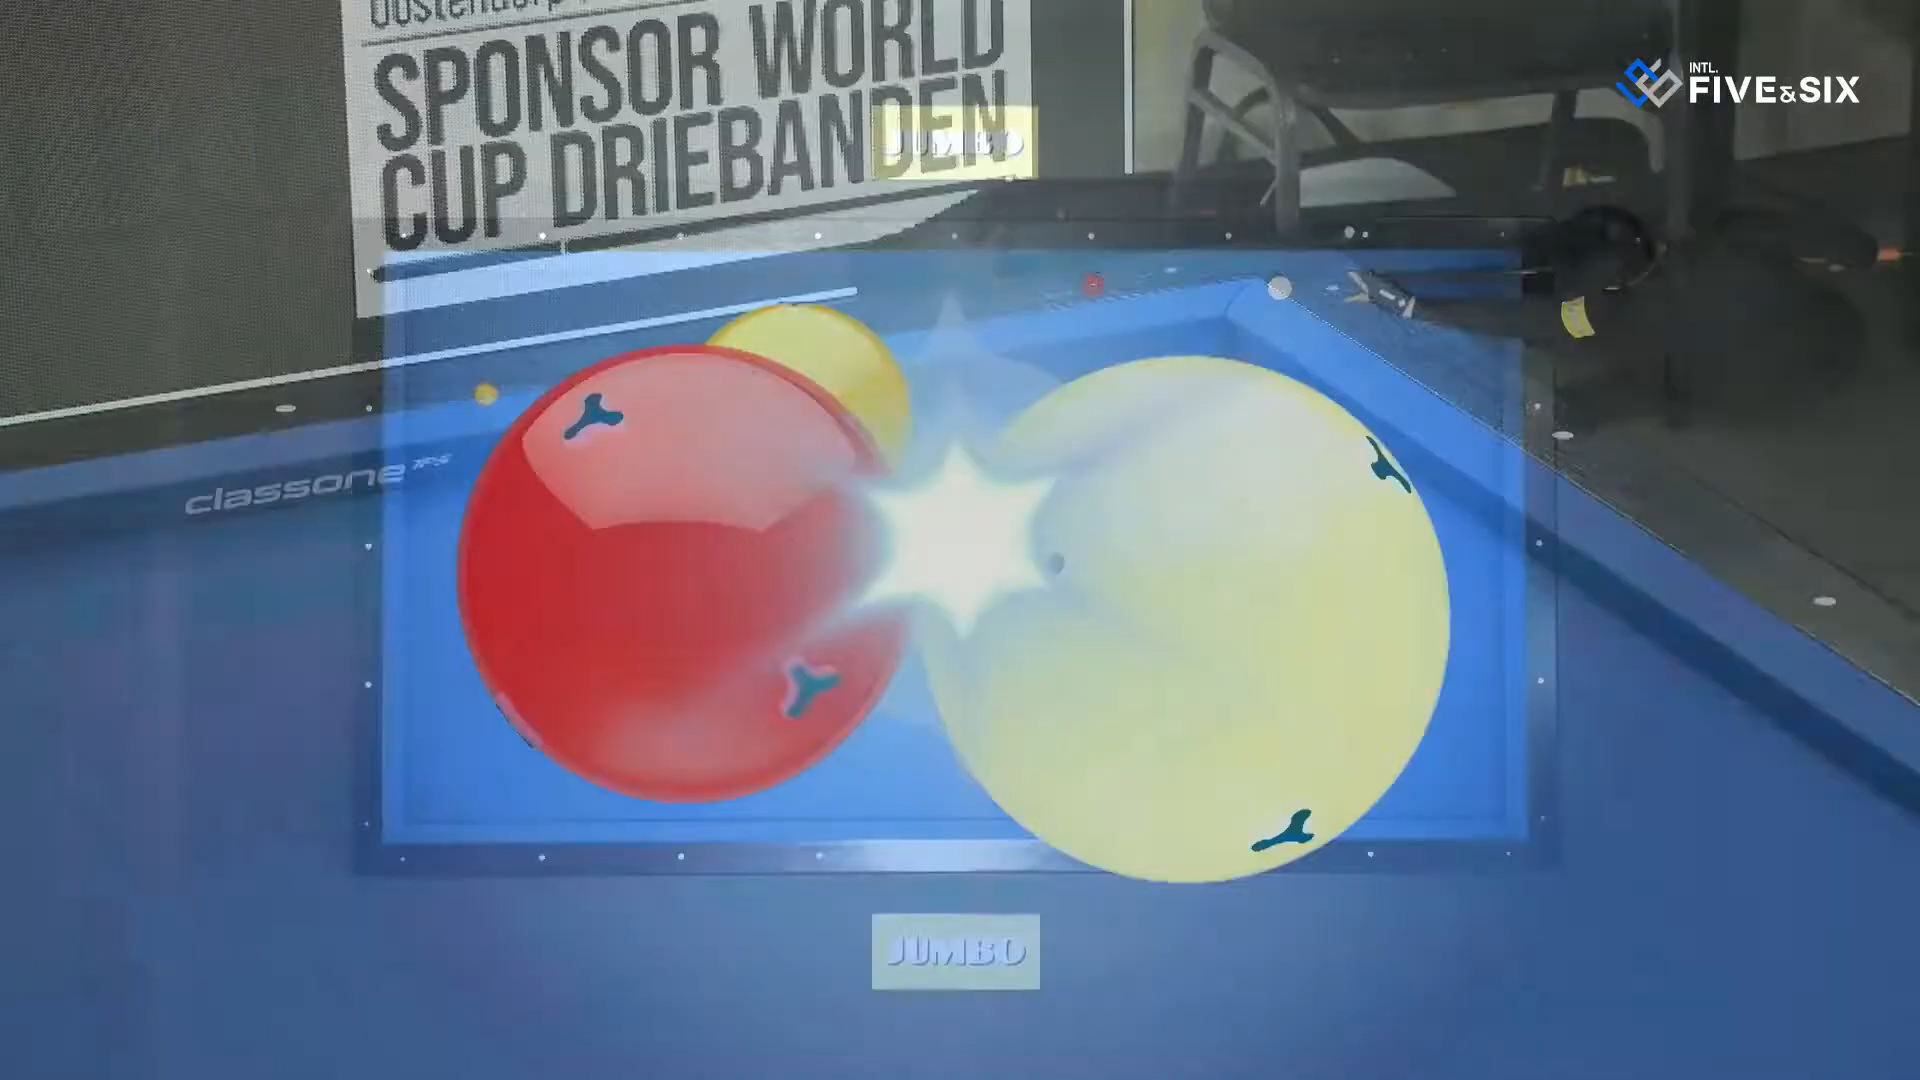 SPONSOR WORLD
CUP DRIEBANDEN
JUMBO
INTL.
FIVE&SIX
classone
JUMBO